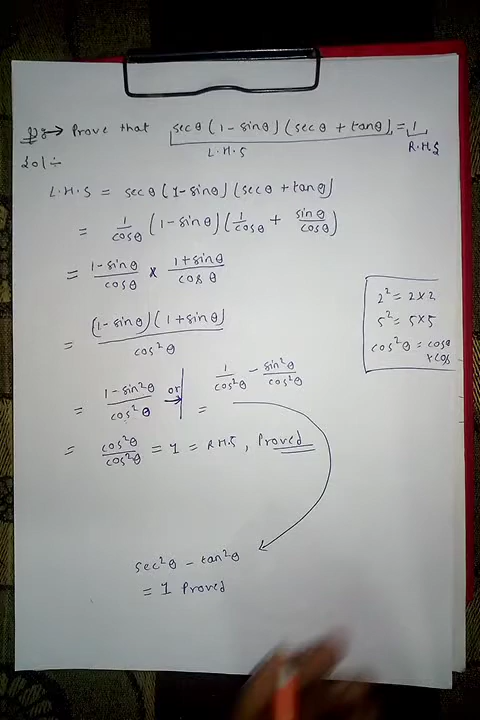 Q:→ Prove that secθ (1-sinθ) (secθ + tanθ) = 1
L.H.S R.H.S
Sol ÷
L.H.S = secθ (1-sinθ) (secθ + tanθ)
= 1/cosθ (1-sinθ) (1/cosθ + sinθ/cosθ)
= 1-sinθ/cosθ × 1+sinθ/cosθ
= (1-sinθ) (1+sinθ)/cos²θ
= 1-sin²θ/cos²θ or → = 1/cos²θ - sin²θ/cos²θ
= cos²θ/cos²θ = 1 = R.H.S, Proved
sec²θ - tan²θ
= 1 Proved
2² = 2×2
5² = 5×5
cos²θ = cosθ
×cosθ